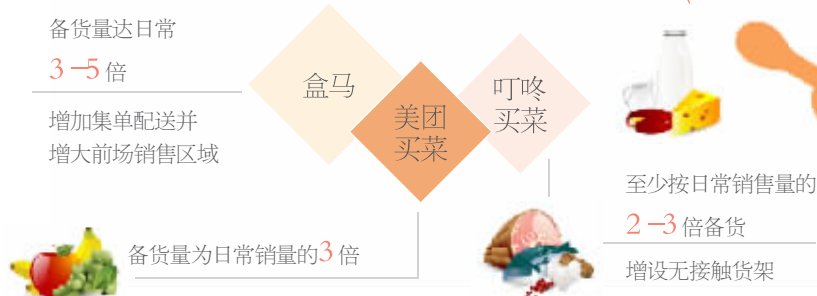 备货量达日常
3-5倍
增加集单配送并
增大前场销售区域
盒马
美团
买菜
叮咚
买菜
备货量为日常销量的3倍
至少按日常销售量的
2-3倍备货
增设无接触货架